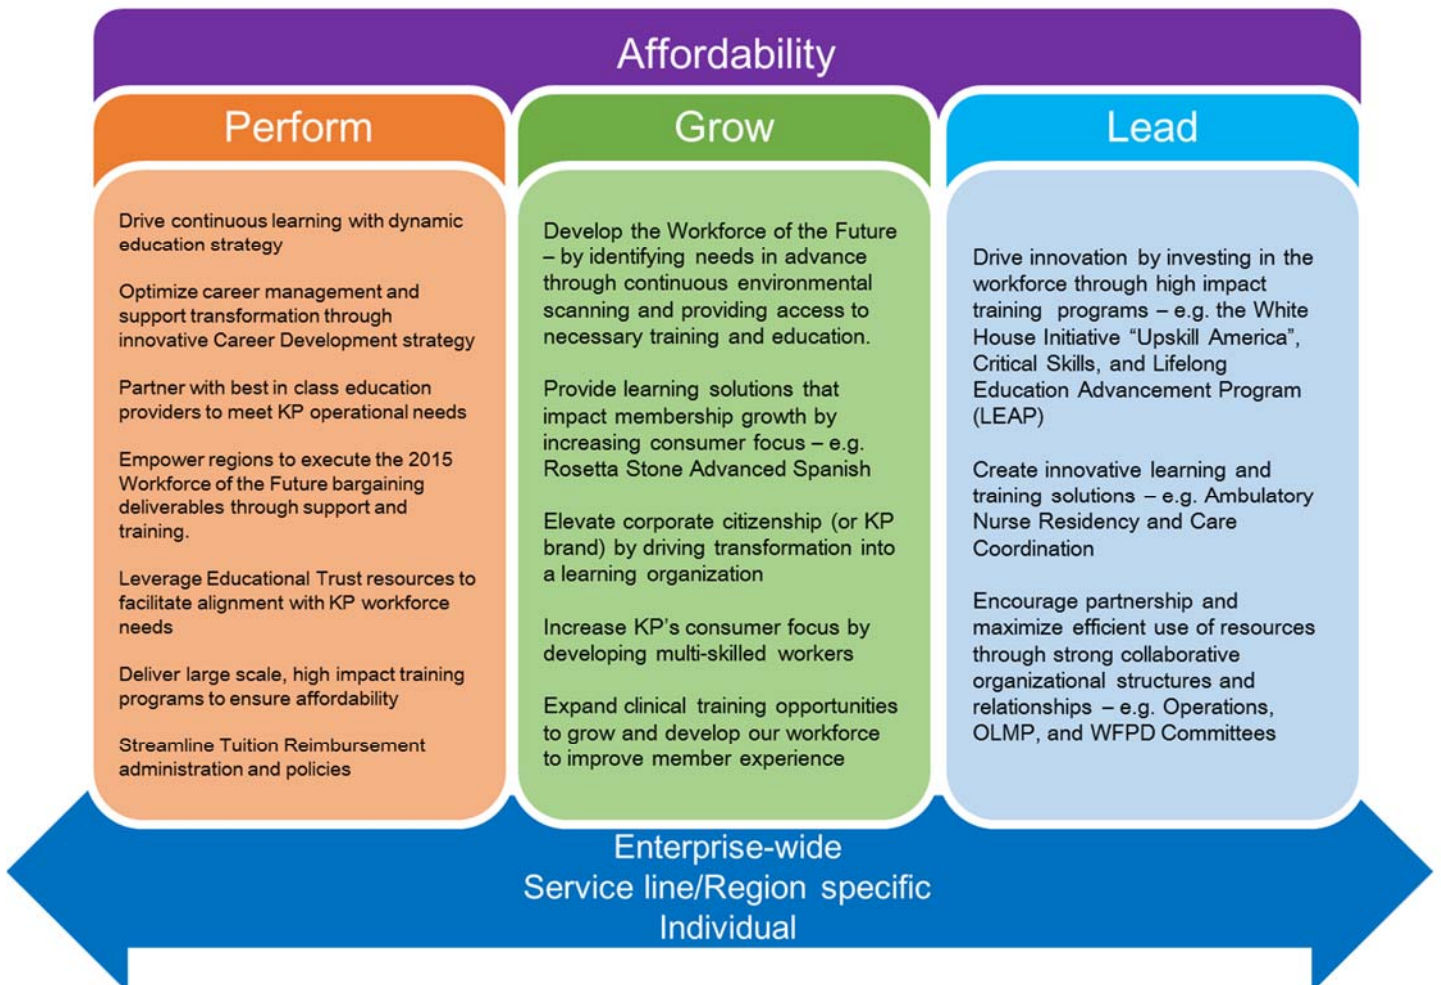 Affordability
Perform
Drive continuous learning with dynamic
education strategy
Optimize career management and
support transformation through
innovative Career Development strategy
Partner with best in class education
providers to meet KP operational needs
Empower regions to execute the 2015
Workforce of the Future bargaining
deliverables through support and
training.
Leverage Educational Trust resources to
facilitate alignment with KP workforce
needs
Deliver large scale, high impact training
programs to ensure affordability
Streamline Tuition Reimbursement
administration and policies
Grow
Develop the Workforce of the Future
– by identifying needs in advance
through continuous environmental
scanning and providing access to
necessary training and education.
Provide learning solutions that
impact membership growth by
increasing consumer focus – e.g.
Rosetta Stone Advanced Spanish
Elevate corporate citizenship (or KP
brand) by driving transformation into
a learning organization
Increase KP’s consumer focus by
developing multi-skilled workers
Expand clinical training opportunities
to grow and develop our workforce
to improve member experience
Lead
Drive innovation by investing in the
workforce through high impact
training programs – e.g. the White
House Initiative “Upskill America”,
Critical Skills, and Lifelong
Education Advancement Program
(LEAP)
Create innovative learning and
training solutions – e.g. Ambulatory
Nurse Residency and Care
Coordination
Encourage partnership and
maximize efficient use of resources
through strong collaborative
organizational structures and
relationships – e.g. Operations,
OLMP, and WFPD Committees
Enterprise-wide
Service line/Region specific
Individual